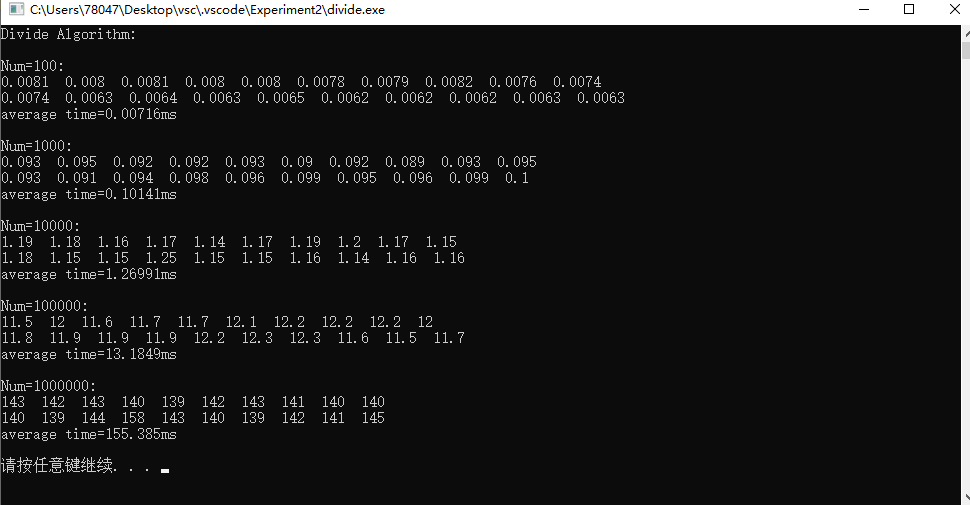 C:\Users\78047\Desktop\vsc\.vscode\Experiment2\divide.exe
Divide Algorithm:
Num=100:
0.0081 0.008 0.0081 0.008 0.008 0.0078 0.0079 0.0082 0.0076 0.0074
0.0074 0.0063 0.0064 0.0063 0.0065 0.0062 0.0062 0.0062 0.0063 0.0063
average time=0.00716ms
Num=1000:
0.093 0.095 0.092 0.092 0.093 0.09 0.092 0.089 0.093 0.095
0.093 0.091 0.094 0.098 0.096 0.099 0.095 0.096 0.099 0.1
average time=0.10141ms
Num=10000:
1.19 1.18 1.16 1.17 1.14 1.17 1.19 1.2 1.17 1.15
1.18 1.15 1.15 1.25 1.15 1.15 1.16 1.14 1.16 1.16
average time=1.26991ms
Num=100000:
11.5 12 11.6 11.7 11.7 12.1 12.2 12.2 12.2 12
11.8 11.9 11.9 11.9 12.2 12.3 12.3 11.6 11.5 11.7
average time=13.1849ms
Num=1000000:
143 142 143 140 139 142 143 141 140 140
140 139 144 158 143 140 139 142 141 145
average time=155.385ms
请按任意键继续. . .